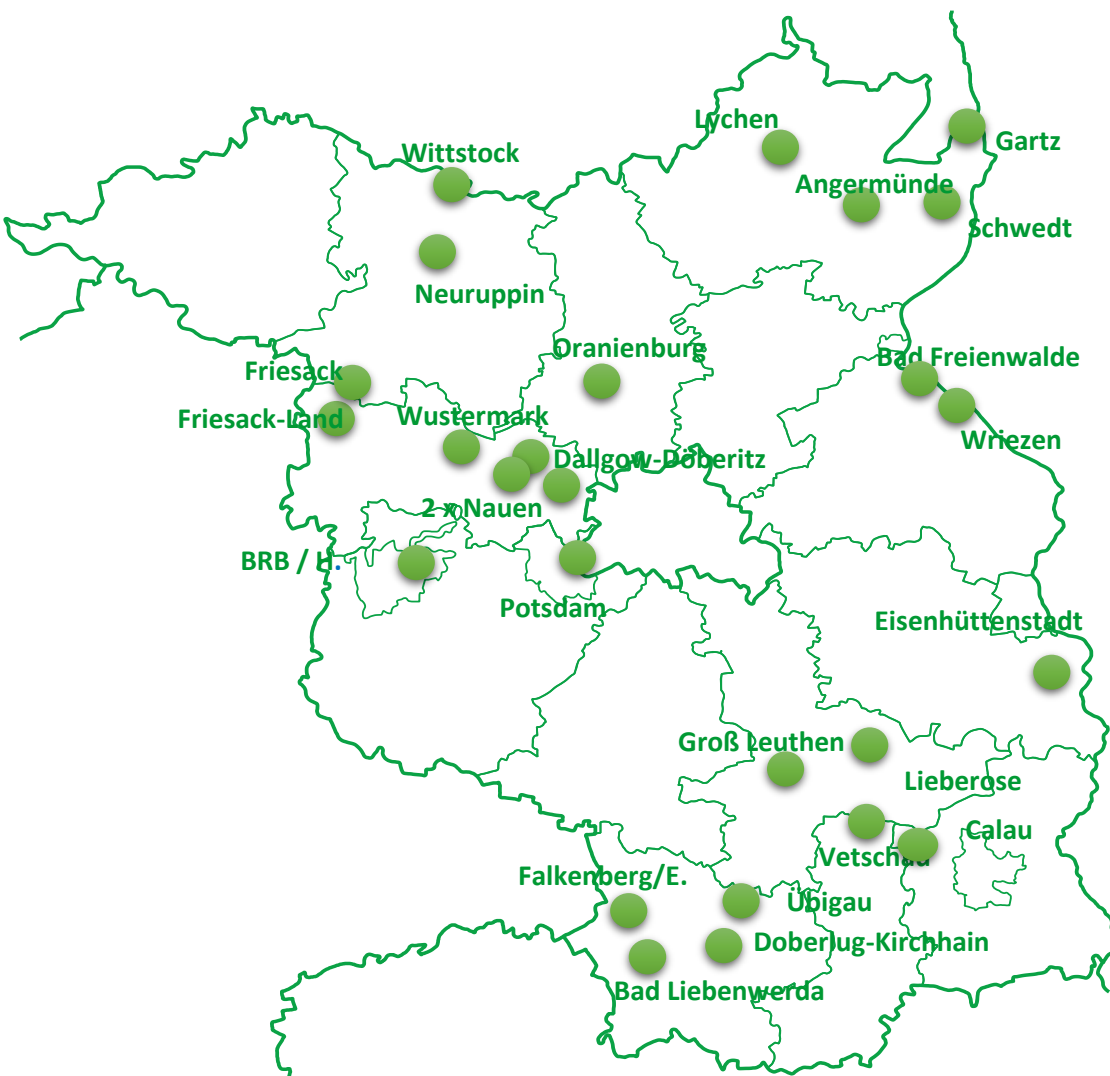 Lychen
Gartz
Wittstock
Angermünde
Schwedt
Neuruppin
Oranienburg
Bad Freienwalde
Friesack
Friesack-Land
Wustermark
Wriezen
Dallgow-Döberitz
2 x Nauen
BRB / H.
Potsdam
Eisenhüttenstadt
Groß Leuthen
Lieberose
Calau
Vetschau
Falkenberg/E.
Übigau
Doberlug-Kirchhain
Bad Liebenwerda